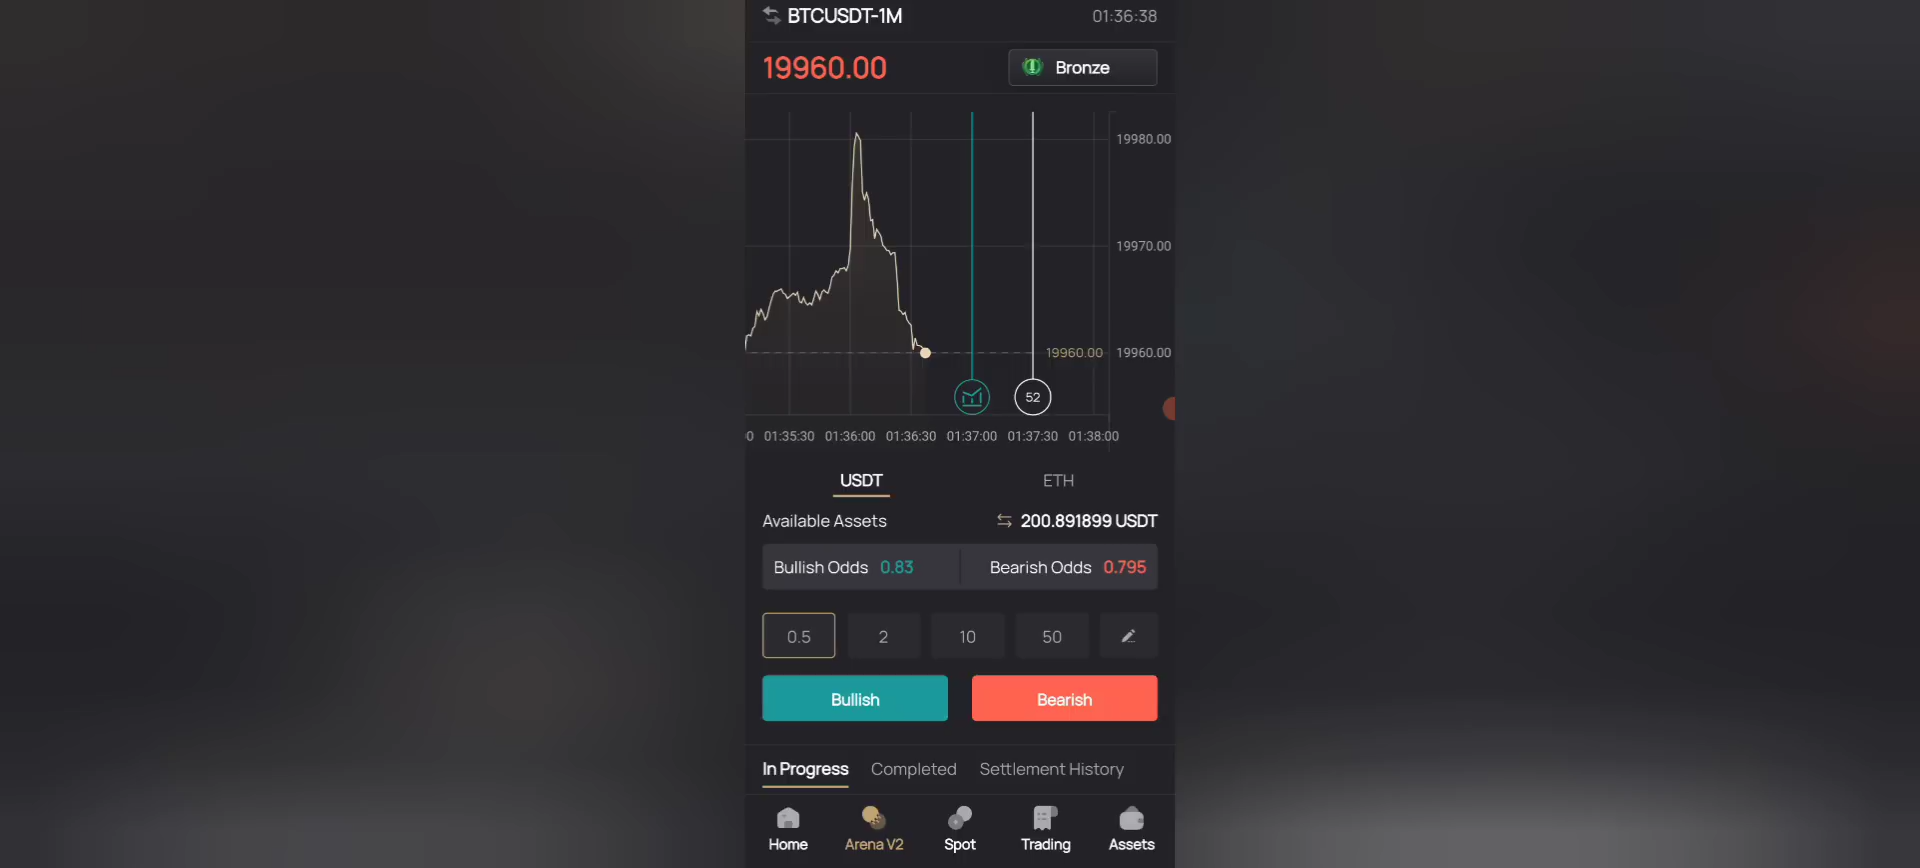 BTCUSDT-1M 01:36:38
19960.00 Bronze
19980.00
19970.00
19960.00 19960.00
52
0 01:35:30 01:36:00 01:36:30 01:37:00 01:37:30 01:38:00
USDT ETH
Available Assets 200.891899 USDT
Bullish Odds 0.83 Bearish Odds 0.795
0.5 2 10 50
Bullish Bearish
In Progress Completed Settlement History
Home Arena V2 Spot Trading Assets